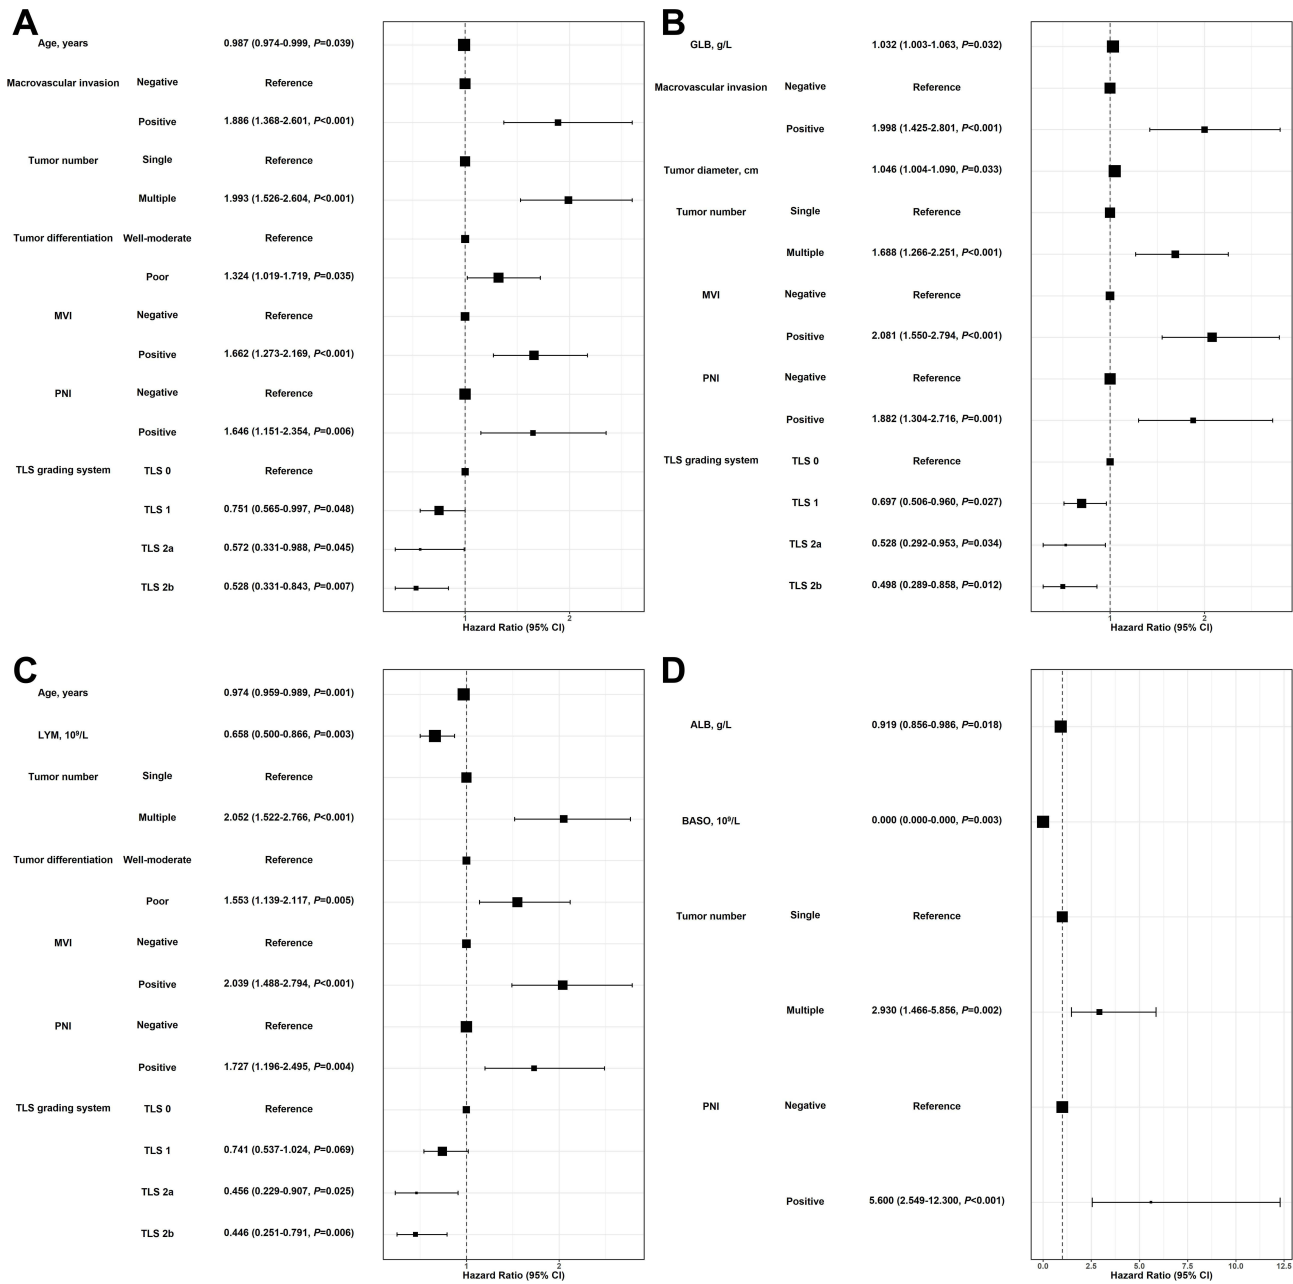 A
Age, years 0.987 (0.974-0.999, P=0.039)
Macrovascular invasion Negative Reference
Positive 1.886 (1.368-2.601, P<0.001)
Tumor number Single Reference
Multiple 1.993 (1.526-2.604, P<0.001)
Tumor differentiation Well-moderate Reference
Poor 1.324 (1.019-1.719, P=0.035)
MVI Negative Reference
Positive 1.662 (1.273-2.169, P<0.001)
PNI Negative Reference
Positive 1.646 (1.151-2.354, P=0.006)
TLS grading system TLS 0 Reference
TLS 1 0.751 (0.565-0.997, P=0.048)
TLS 2a 0.572 (0.331-0.988, P=0.045)
TLS 2b 0.528 (0.331-0.843, P=0.007)
1 2
Hazard Ratio (95% CI)
B
GLB, g/L 1.032 (1.003-1.063, P=0.032)
Macrovascular invasion Negative Reference
Positive 1.998 (1.425-2.801, P<0.001)
Tumor diameter, cm 1.046 (1.004-1.090, P=0.033)
Tumor number Single Reference
Multiple 1.688 (1.266-2.251, P<0.001)
MVI Negative Reference
Positive 2.081 (1.550-2.794, P<0.001)
PNI Negative Reference
Positive 1.882 (1.304-2.716, P=0.001)
TLS grading system TLS 0 Reference
TLS 1 0.697 (0.506-0.960, P=0.027)
TLS 2a 0.528 (0.292-0.953, P=0.034)
TLS 2b 0.498 (0.289-0.858, P=0.012)
1 2
Hazard Ratio (95% CI)
C
Age, years 0.974 (0.959-0.989, P=0.001)
LYM, 10⁹/L 0.658 (0.500-0.866, P=0.003)
Tumor number Single Reference
Multiple 2.052 (1.522-2.766, P<0.001)
Tumor differentiation Well-moderate Reference
Poor 1.553 (1.139-2.117, P=0.005)
MVI Negative Reference
Positive 2.039 (1.488-2.794, P<0.001)
PNI Negative Reference
Positive 1.727 (1.196-2.495, P=0.004)
TLS grading system TLS 0 Reference
TLS 1 0.741 (0.537-1.024, P=0.069)
TLS 2a 0.456 (0.229-0.907, P=0.025)
TLS 2b 0.446 (0.251-0.791, P=0.006)
1 2
Hazard Ratio (95% CI)
D
ALB, g/L 0.919 (0.856-0.986, P=0.018)
BASO, 10⁹/L 0.000 (0.000-0.000, P=0.003)
Tumor number Single Reference
Multiple 2.930 (1.466-5.856, P=0.002)
PNI Negative Reference
Positive 5.600 (2.549-12.300, P<0.001)
0.0 2.5 5.0 7.5 10.0 12.5
Hazard Ratio (95% CI)